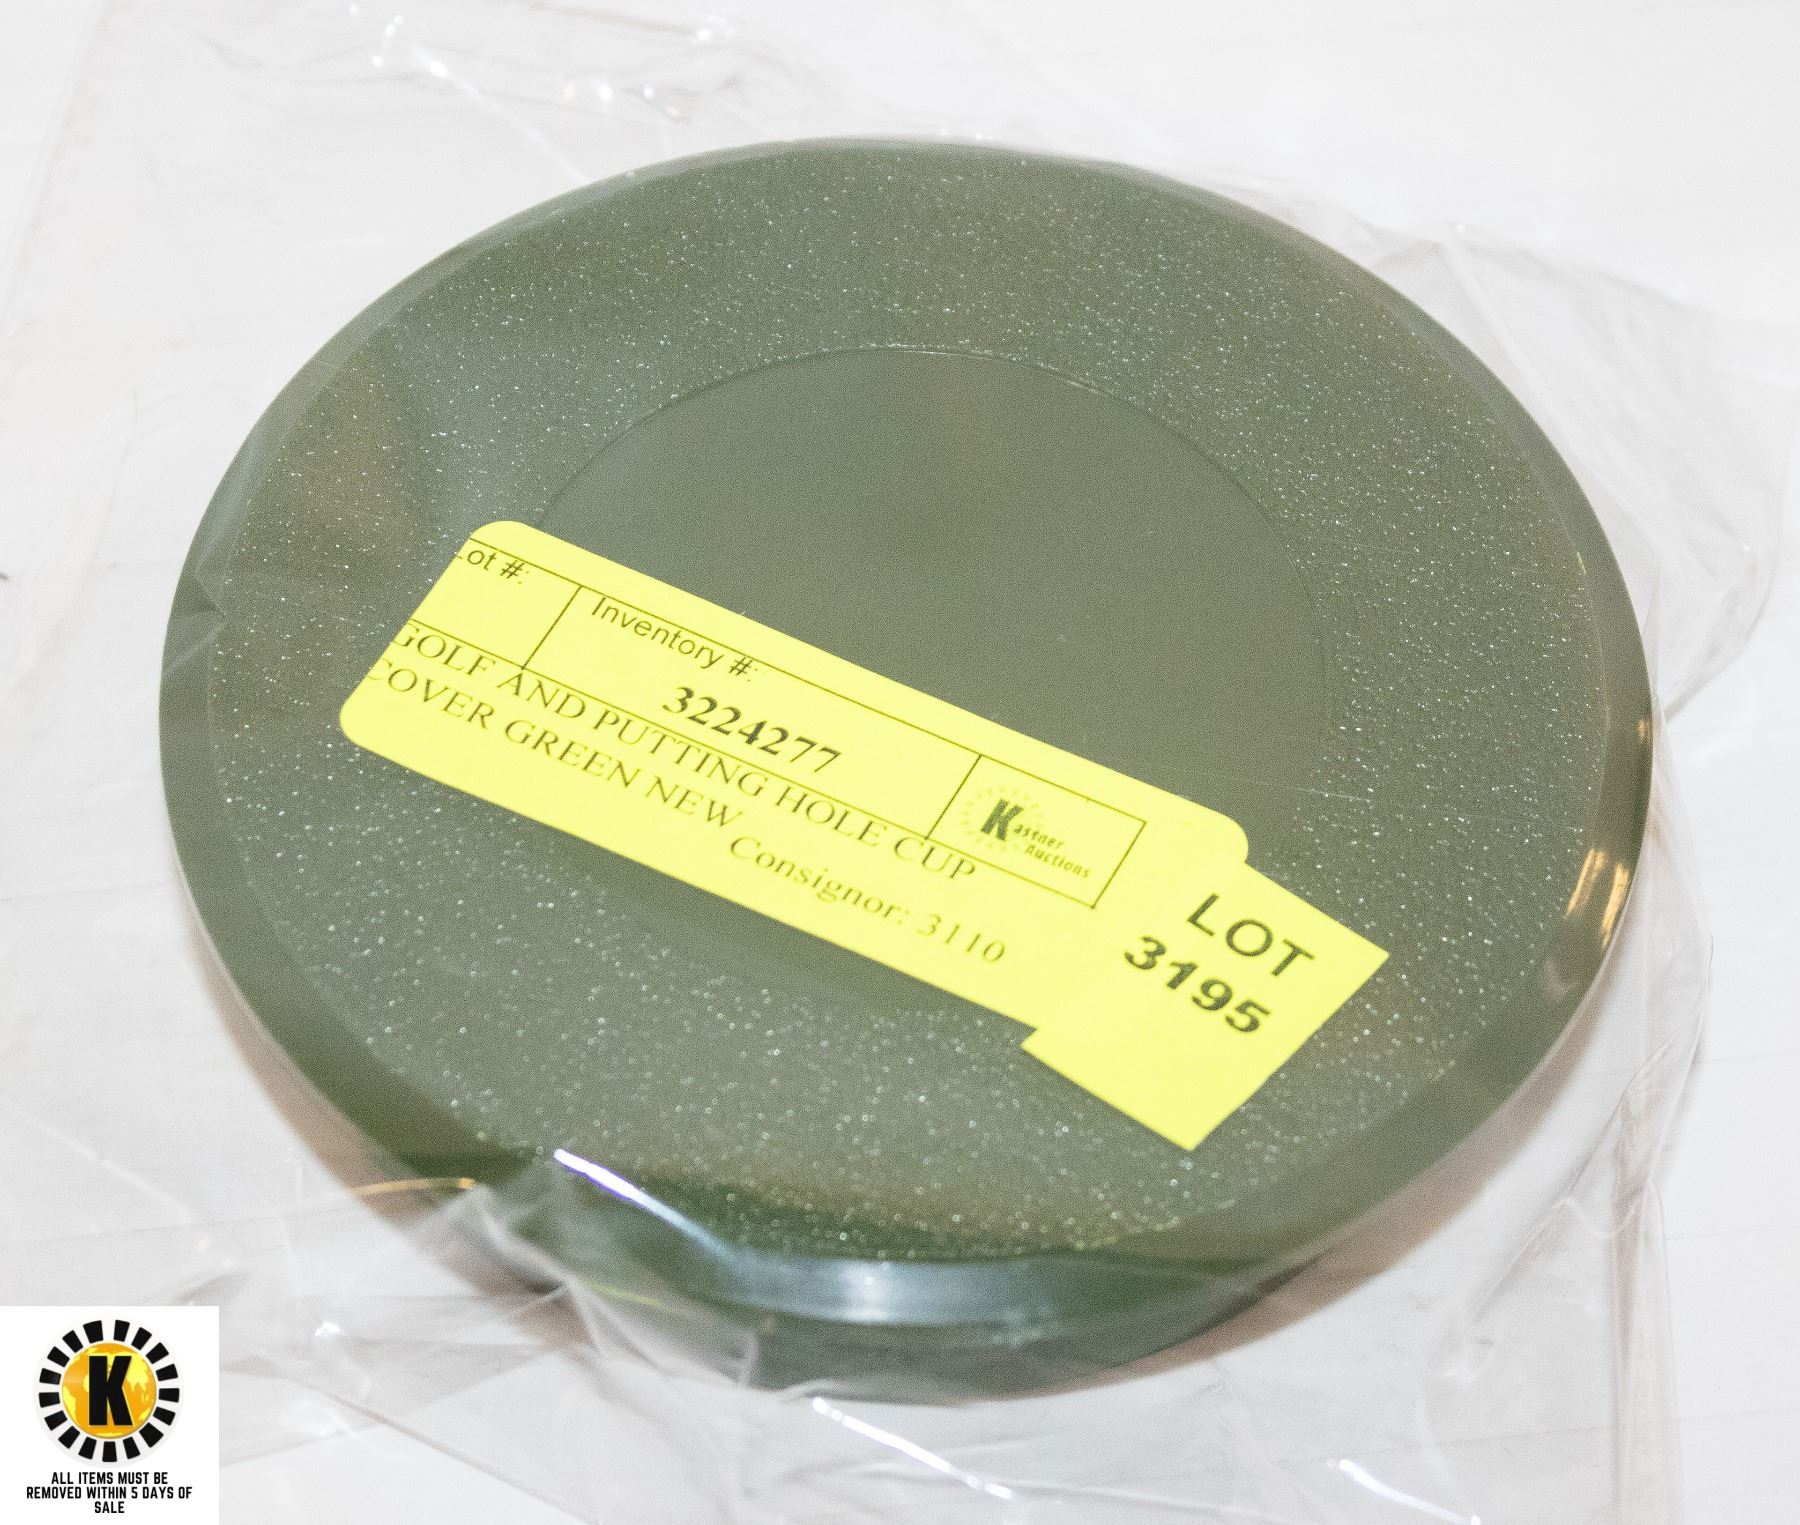 Lot #:
Inventory #:
3224277
Kastner
Auctions
GOLF AND PUTTING HOLE CUP
COVER GREEN NEW
Consignor: 3110
LOT
3195
K
ALL ITEMS MUST BE
REMOVED WITHIN 5 DAYS OF
SALE